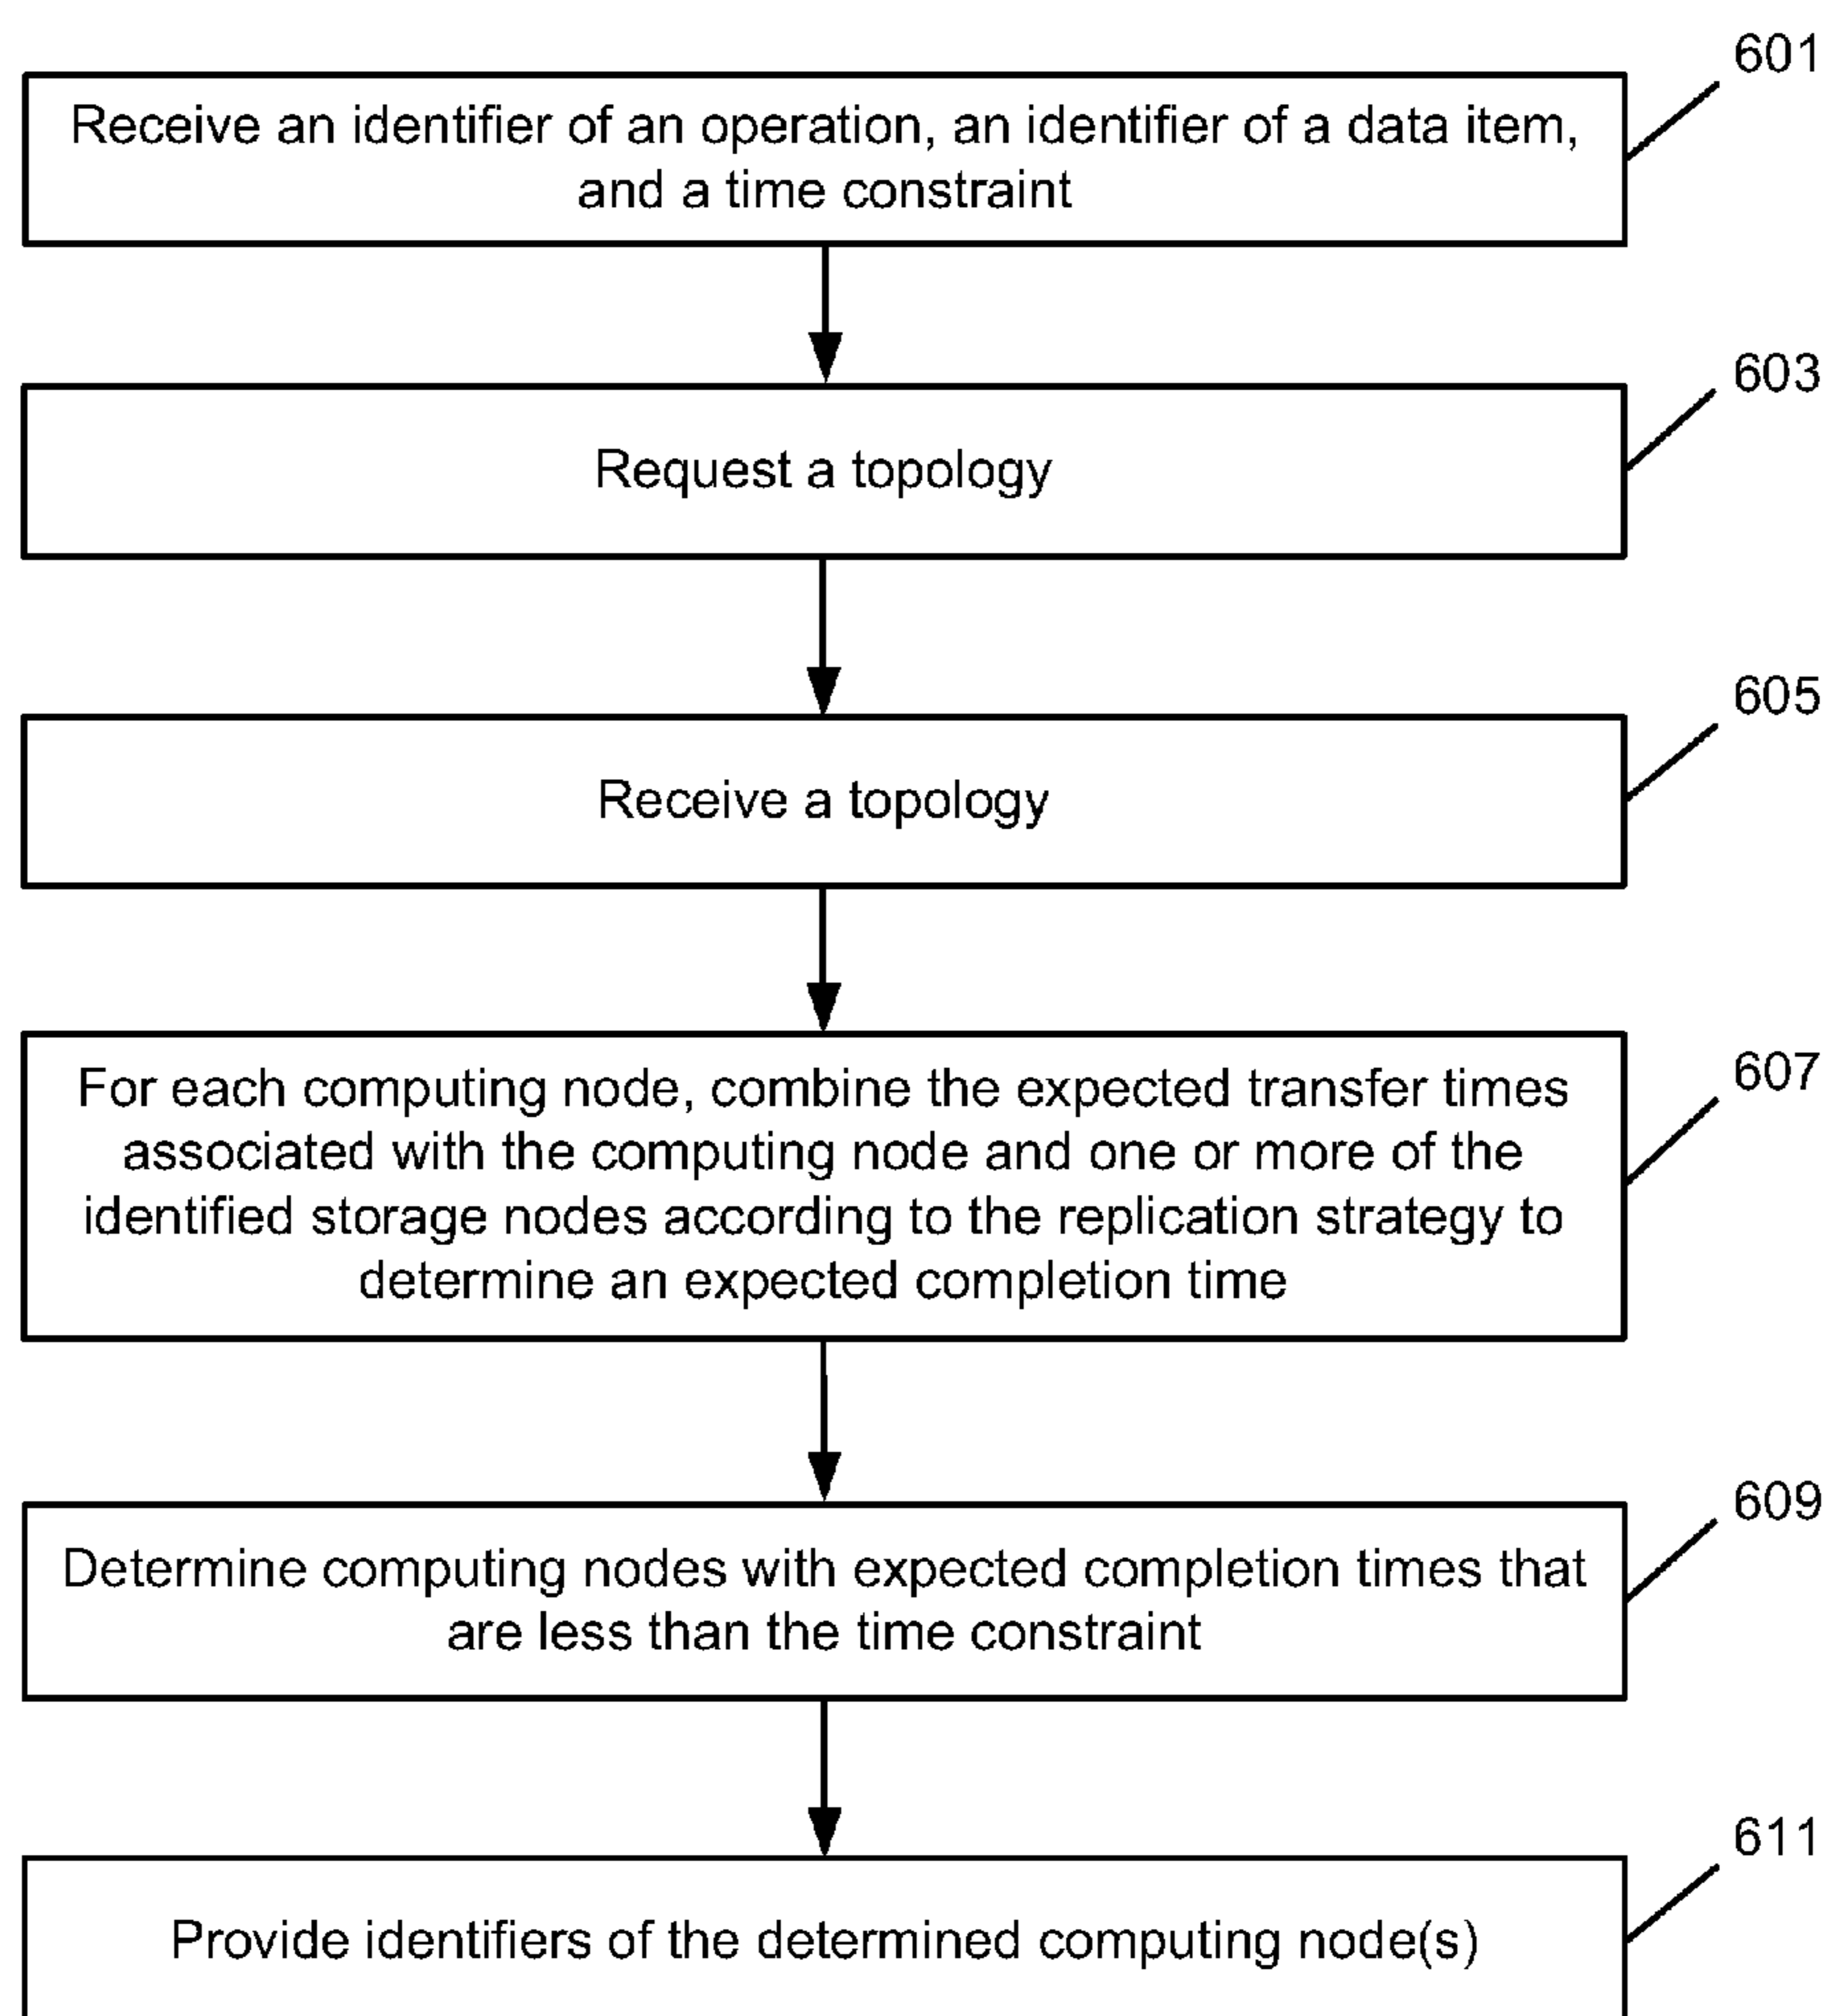 601
Receive an identifier of an operation, an identifier of a data item,
and a time constraint
603
Request a topology
605
Receive a topology
607
For each computing node, combine the expected transfer times
associated with the computing node and one or more of the
identified storage nodes according to the replication strategy to
determine an expected completion time
609
Determine computing nodes with expected completion times that
are less than the time constraint
611
Provide identifiers of the determined computing node(s)